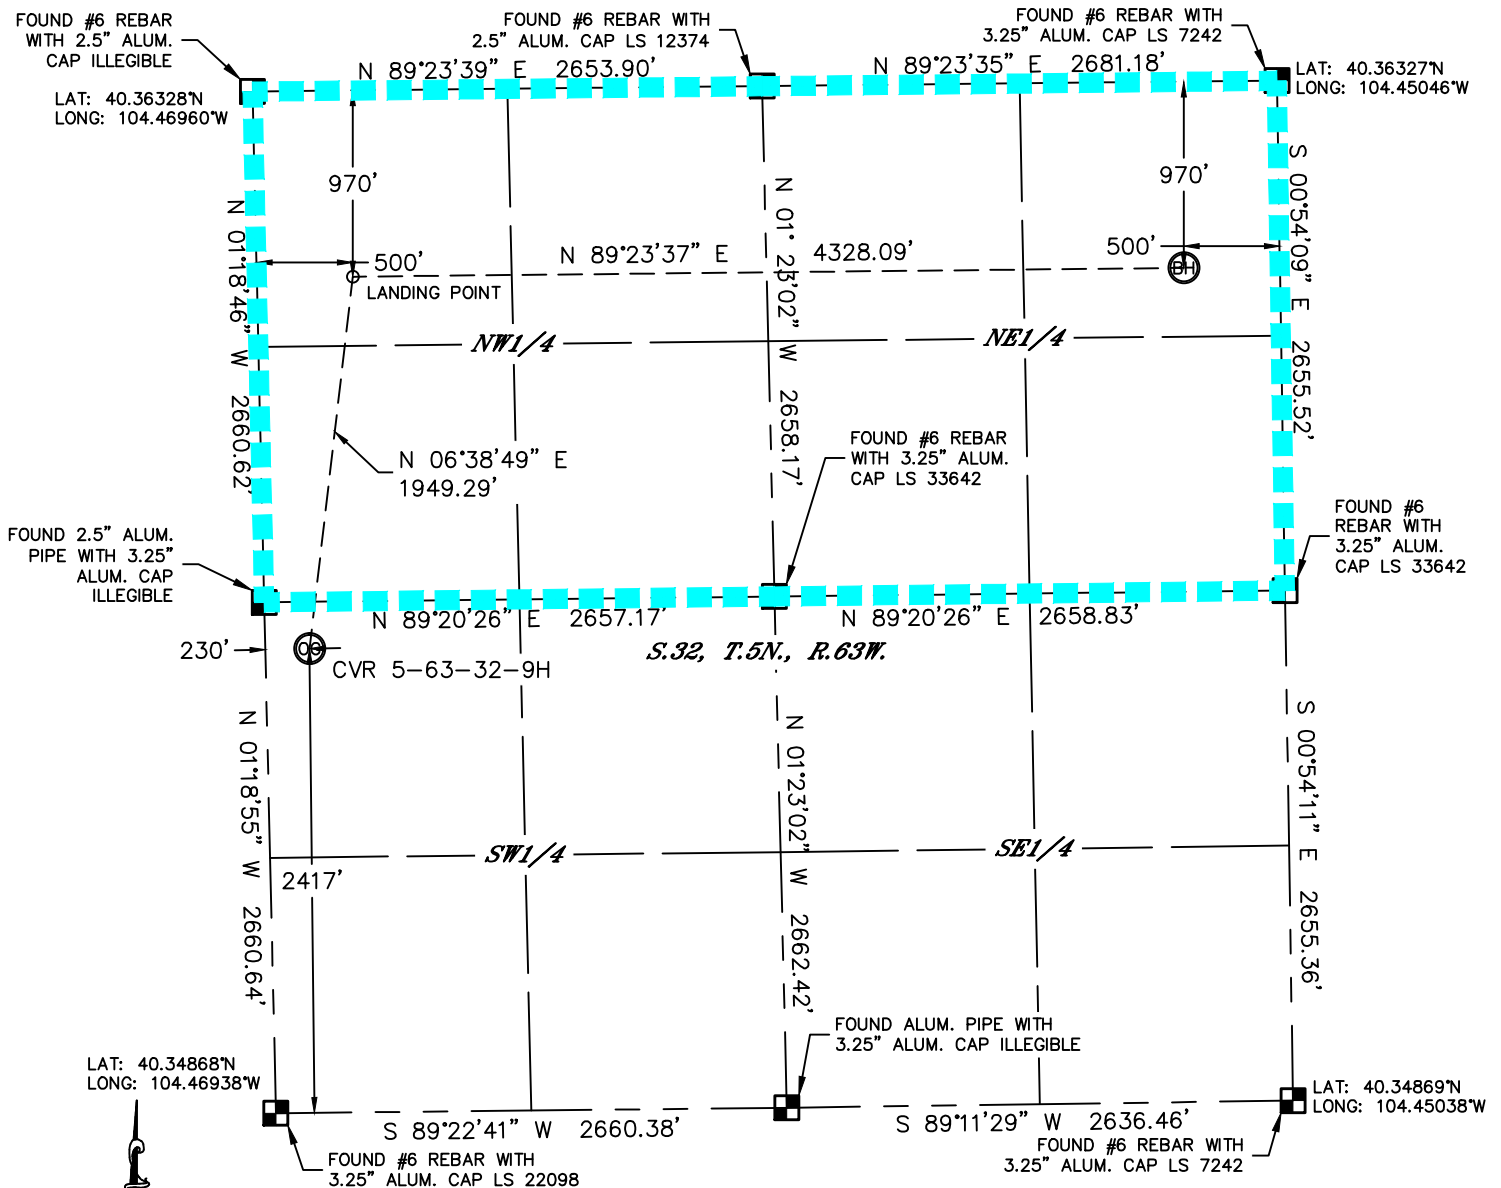 FOUND #6 REBAR
WITH 2.5" ALUM.
CAP ILLEGIBLE
FOUND #6 REBAR WITH
2.5" ALUM. CAP LS 12374
FOUND #6 REBAR WITH
3.25" ALUM. CAP LS 7242
N 89°23'39" E 2653.90'
N 89°23'35" E 2681.18'
LAT: 40.36328°N
LONG: 104.46960°W
LAT: 40.36327°N
LONG: 104.45046°W
970'
970'
N 01°18'46" W 2660.62'
N 01° 23'02" W 2658.17'
S 00°54'09" E 2655.52'
500'
N 89°23'37" E 4328.09'
500'
BH
LANDING POINT
NW1/4
NE1/4
N 06°38'49" E
1949.29'
FOUND #6 REBAR
WITH 3.25" ALUM.
CAP LS 33642
FOUND 2.5" ALUM.
PIPE WITH 3.25"
ALUM. CAP
ILLEGIBLE
FOUND #6
REBAR WITH
3.25" ALUM.
CAP LS 33642
N 89°20'26" E 2657.17'
N 89°20'26" E 2658.83'
230'
OG
CVR 5-63-32-9H
S.32, T.5N., R.63W.
N 01°18'55" W 2660.64'
N 01°23'02" W 2662.42'
S 00°54'11" E 2655.36'
SW1/4
SE1/4
2417'
FOUND ALUM. PIPE WITH
3.25" ALUM. CAP ILLEGIBLE
LAT: 40.34868°N
LONG: 104.46938°W
LAT: 40.34869°N
LONG: 104.45038°W
S 89°22'41" W 2660.38'
S 89°11'29" W 2636.46'
FOUND #6 REBAR WITH
3.25" ALUM. CAP LS 22098
FOUND #6 REBAR WITH
3.25" ALUM. CAP LS 7242